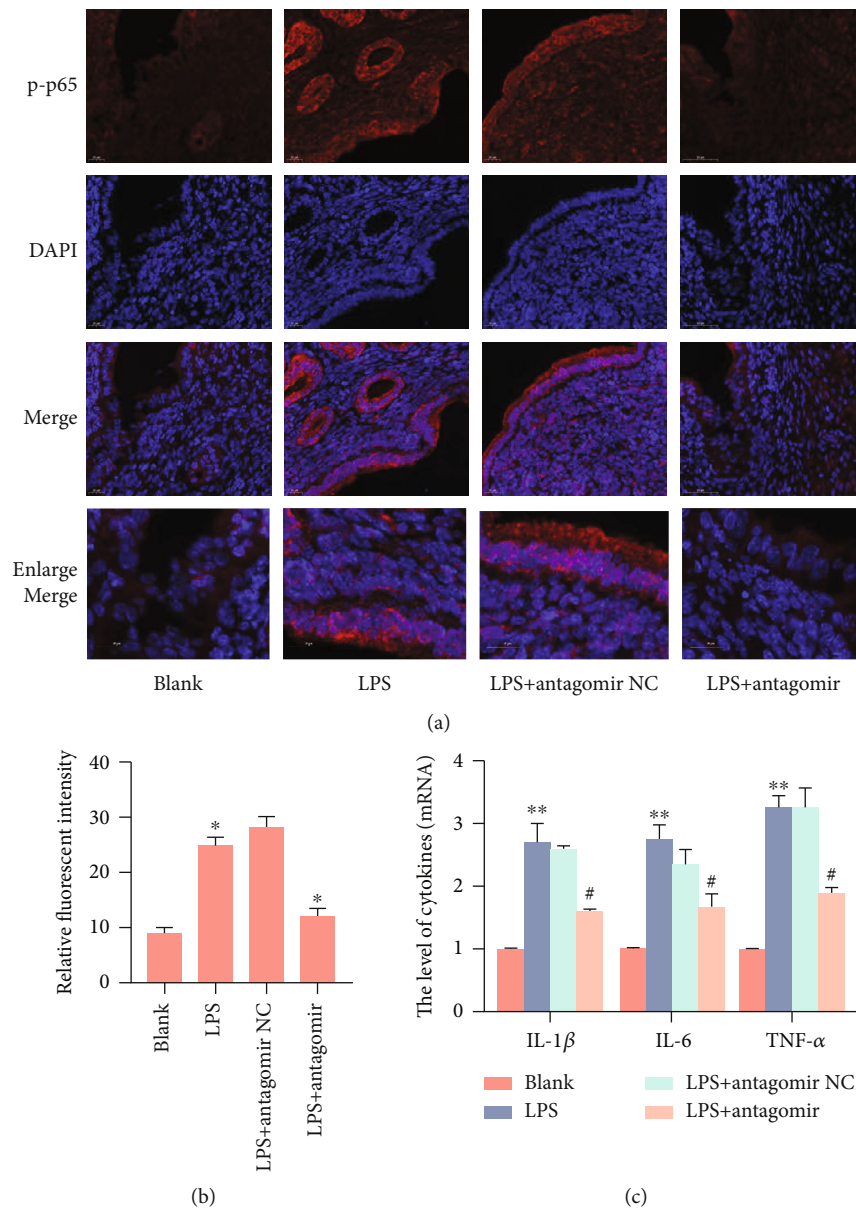 p-p65
DAPI
Merge
Enlarge
Merge
Blank
LPS
LPS+antagomir NC
LPS+antagomir
(a)
Relative fluorescent intensity
40
30
20
10
0
*
*
Blank
LPS
LPS+antagomir NC
LPS+antagomir
(b)
The level of cytokines (mRNA)
4
3
2
1
0
**
#
**
#
**
#
IL-1β
IL-6
TNF-α
Blank
LPS
LPS+antagomir NC
LPS+antagomir
(c)